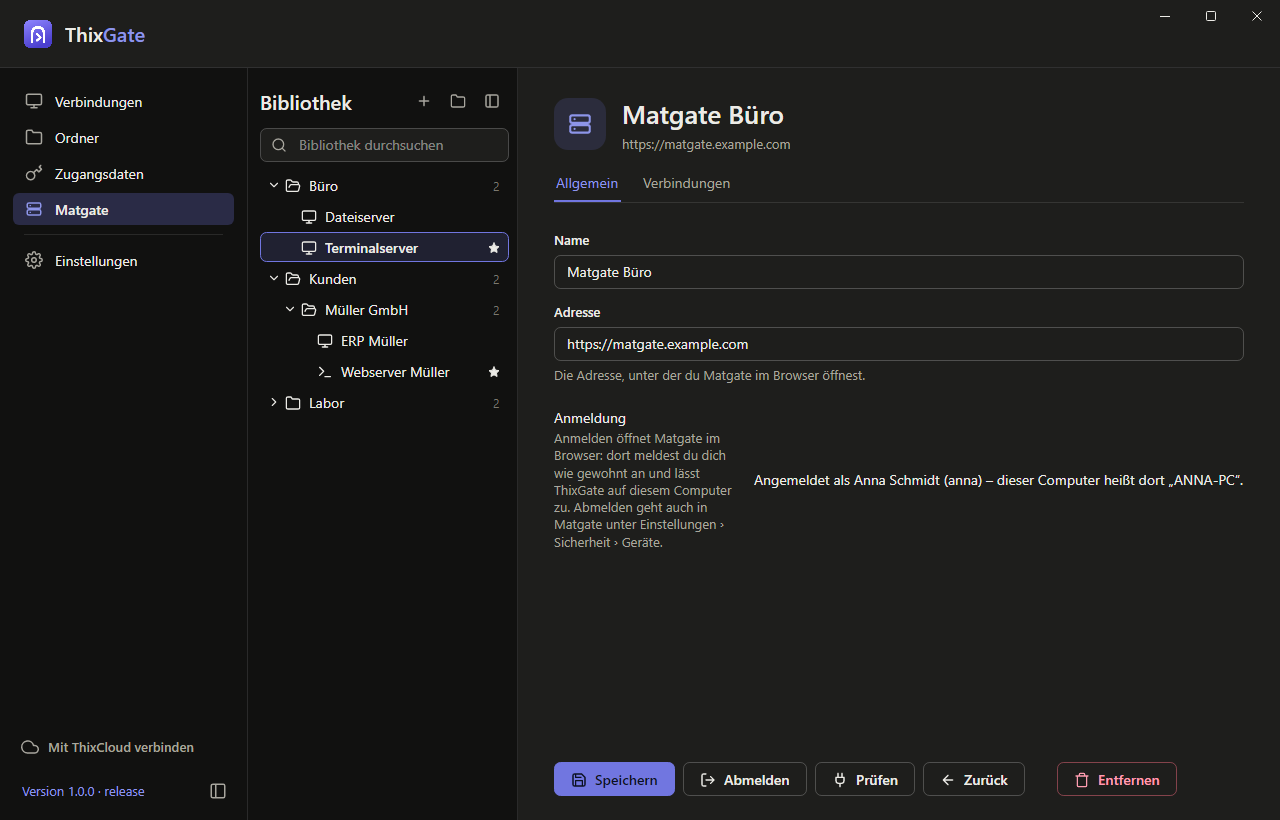 ThixGate
Verbindungen
Ordner
Zugangsdaten
Matgate
Einstellungen
Mit ThixCloud verbinden
Version 1.0.0 · release
Bibliothek
Bibliothek durchsuchen
Büro 2
Dateiserver
Terminalserver
Kunden 2
Müller GmbH 2
ERP Müller
Webserver Müller
Labor 2
Matgate Büro
https://matgate.example.com
Allgemein Verbindungen
Name
Matgate Büro
Adresse
https://matgate.example.com
Die Adresse, unter der du Matgate im Browser öffnest.
Anmeldung
Anmelden öffnet Matgate im
Browser: dort meldest du dich
wie gewohnt an und lässt
ThixGate auf diesem Computer
zu. Abmelden geht auch in
Matgate unter Einstellungen ›
Sicherheit › Geräte.
Angemeldet als Anna Schmidt (anna) – dieser Computer heißt dort „ANNA-PC“.
Speichern Abmelden Prüfen Zurück Entfernen